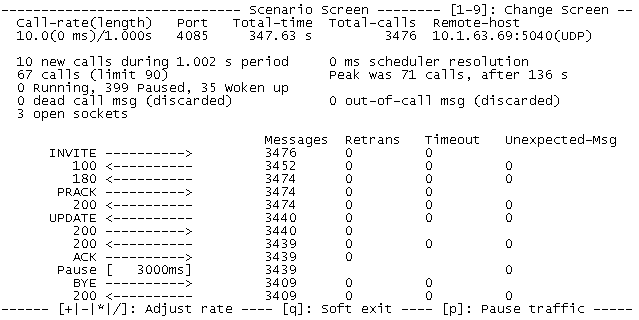 ------------------------------ Scenario Screen -------- [1-9]: Change Screen --
  Call-rate(length)   Port   Total-time  Total-calls  Remote-host
  10.0(0 ms)/1.000s   4085     347.63 s         3476  10.1.63.69:5040(UDP)

  10 new calls during 1.002 s period     0 ms scheduler resolution
  67 calls (limit 90)                    Peak was 71 calls, after 136 s
  0 Running, 399 Paused, 35 Woken up
  0 dead call msg (discarded)            0 out-of-call msg (discarded)
  3 open sockets

                                 Messages  Retrans   Timeout   Unexpected-Msg
      INVITE ---------->         3476      0         0
         100 <----------         3452      0         0         0
         180 <----------         3474      0         0         0
       PRACK ---------->         3474      0         0
         200 <----------         3474      0         0         0
      UPDATE <----------         3440      0         0         0
         200 ---------->         3440      0
         200 <----------         3439      0         0         0
         ACK ---------->         3439      0
       Pause [   3000ms]         3439                          0
         BYE ---------->         3409      0         0
         200 <----------         3409      0         0         0
------ [+|-|*|/]: Adjust rate ---- [q]: Soft exit ---- [p]: Pause traffic -----